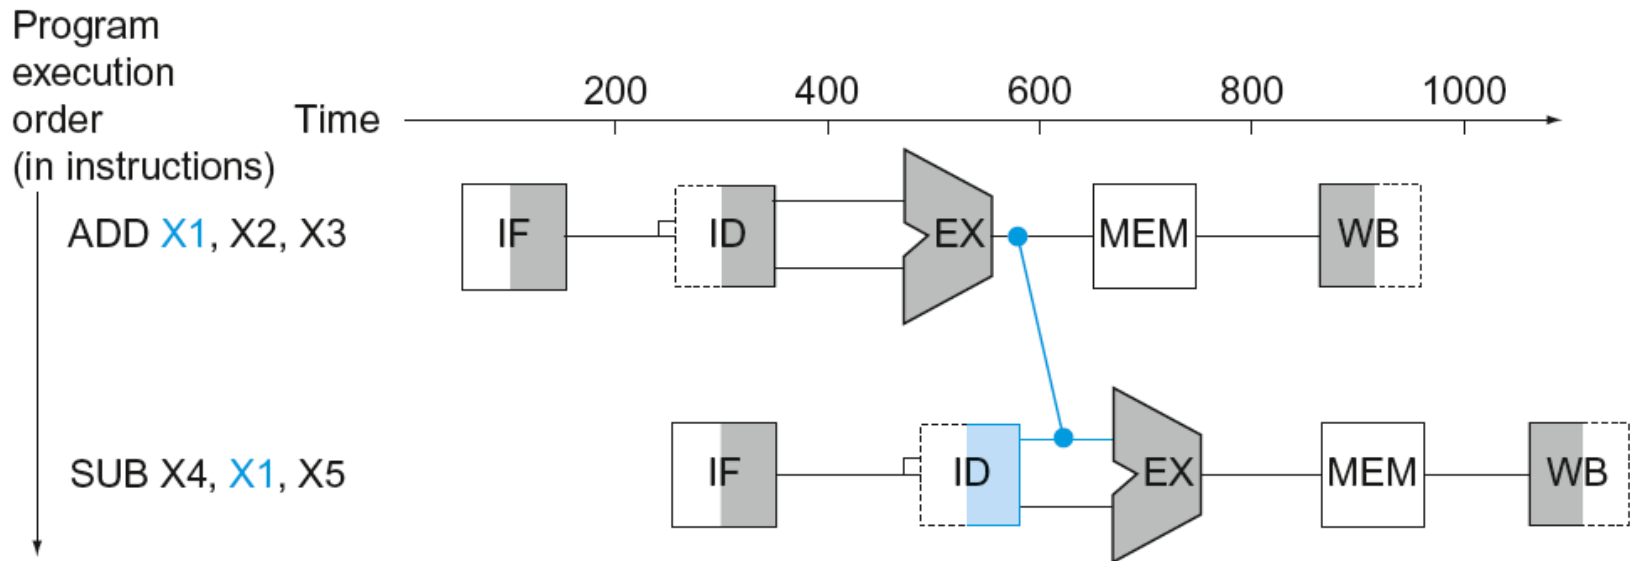 Program
execution
order
(in instructions)
Time
200 400 600 800 1000
ADD X1, X2, X3
IF ID EX MEM WB
SUB X4, X1, X5
IF ID EX MEM WB